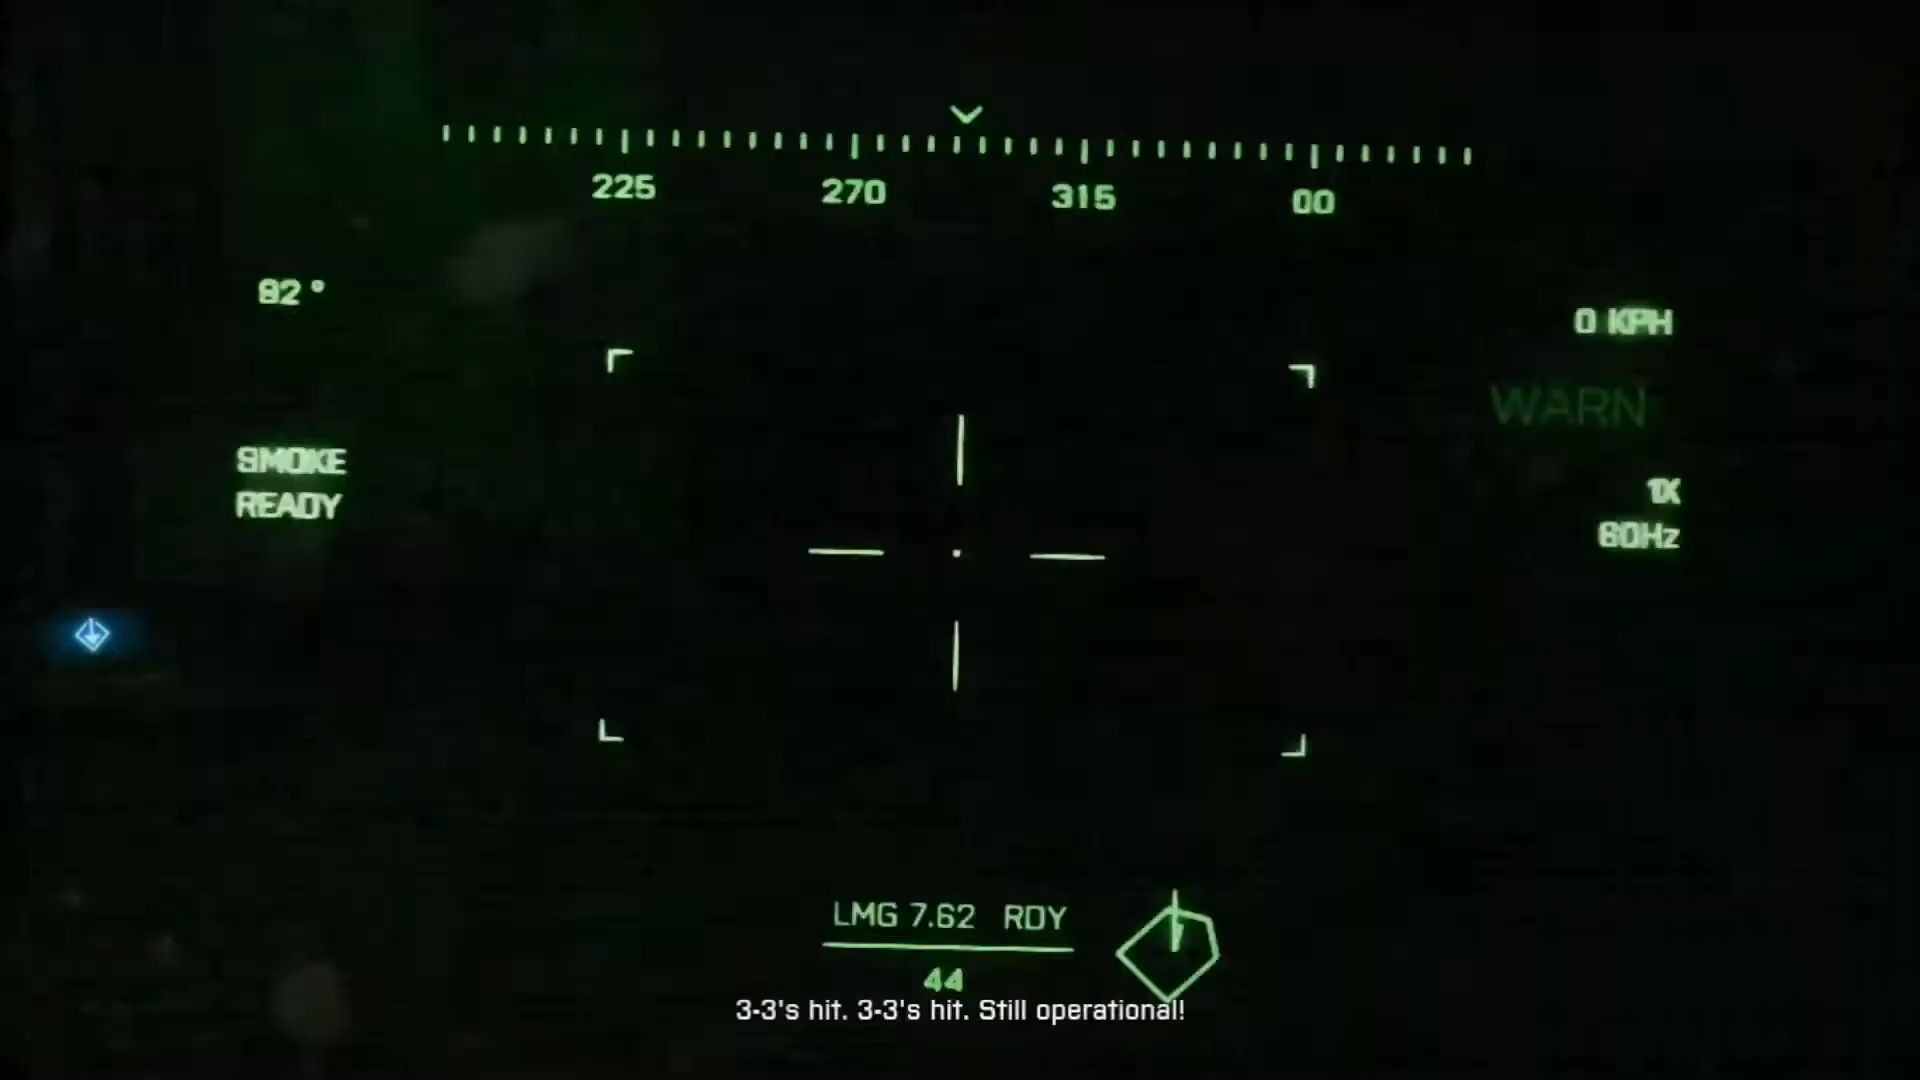 225 270 315 00
82 °
0 KPH
WARN
SMOKE
READY
1X
60Hz
LMG 7.62 RDY
44
3-3's hit. 3-3's hit. Still operational!